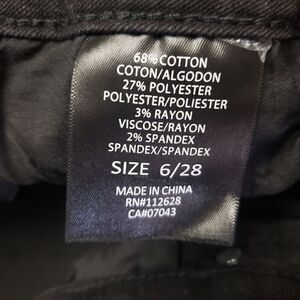 68% COTTON
COTON/ALGODON
27% POLYESTER
POLYESTER/POLIESTER
3% RAYON
VISCOSE/RAYON
2% SPANDEX
SPANDEX/SPANDEX
SIZE 6/28
MADE IN CHINA
RN#112628
CA#07043